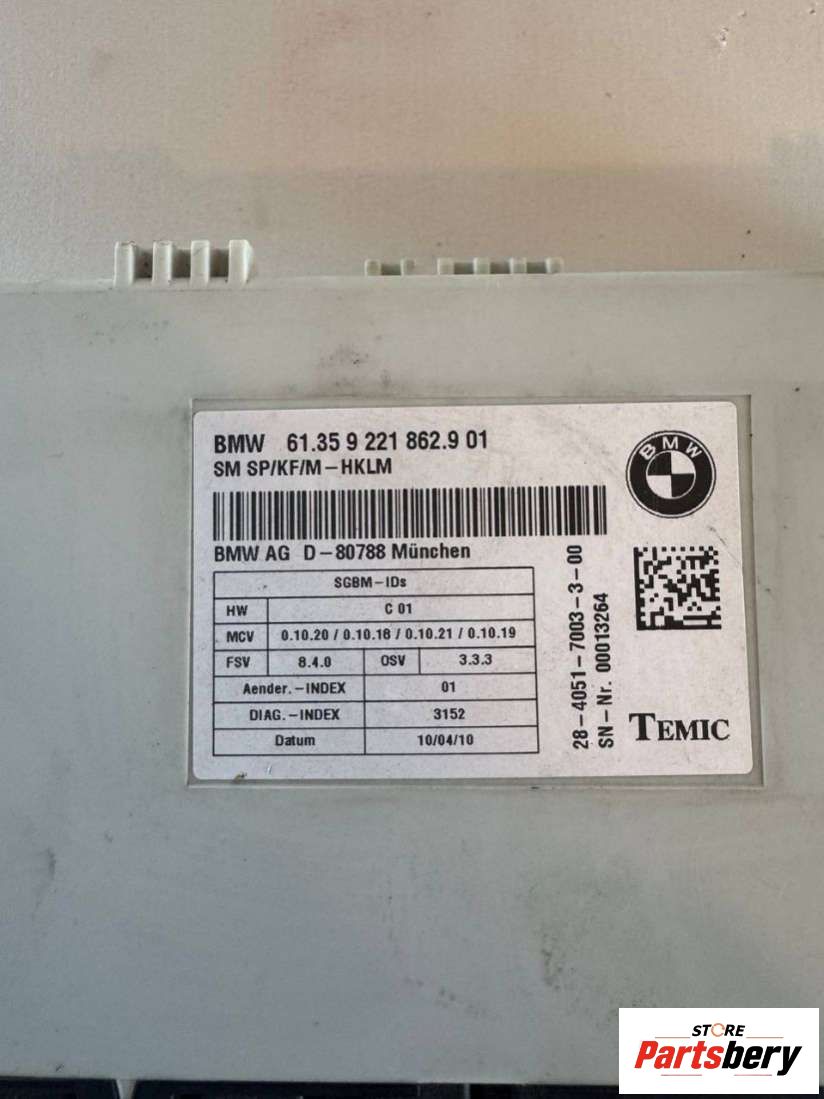 BMW 61.35 9 221 862.9 01
SM SP/KF/M-HKLM
BMW
BMW AG D-80788 München
SGBM-IDs
HW C 01
MCV 0.10.20 / 0.10.18 / 0.10.21 / 0.10.19
FSV 8.4.0 OSV 3.3.3
Aender.-INDEX 01
DIAG.-INDEX 3152
Datum 10/04/10
28-4051-7003-3-00
SN-Nr. 00013264
TEMIC
STORE
Partsbery